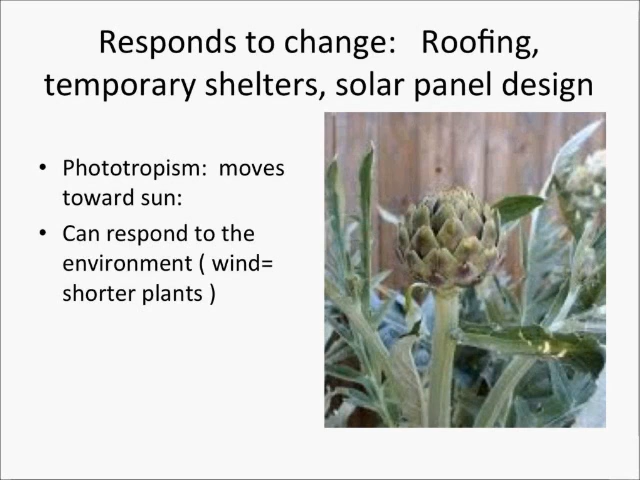 Responds to change:   Roofing,
temporary shelters, solar panel design
• Phototropism:  moves
toward sun:
• Can respond to the
environment ( wind=
shorter plants )